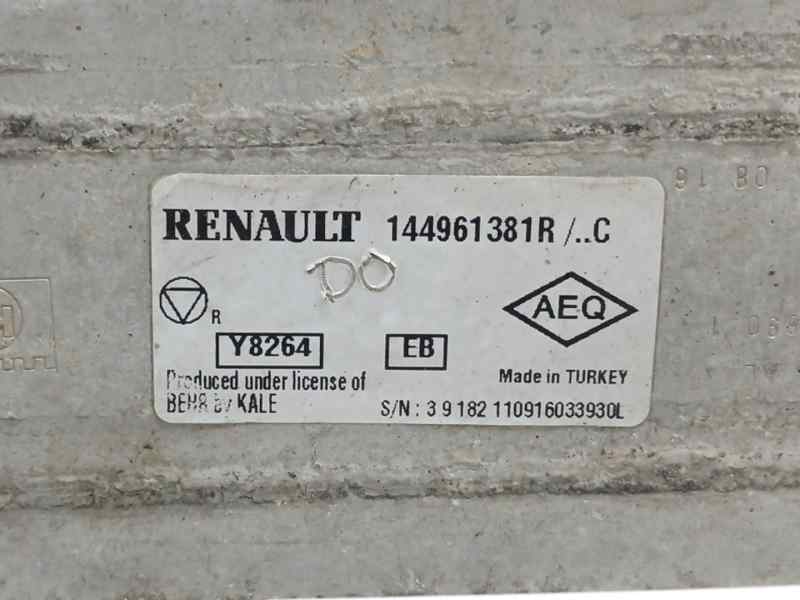 RENAULT 144961381R /..C
DO
R
AEQ
Y8264 EB
Produced under license of
Made in TURKEY
BEHR by KALE
S/N : 3 9 182 110916033930L